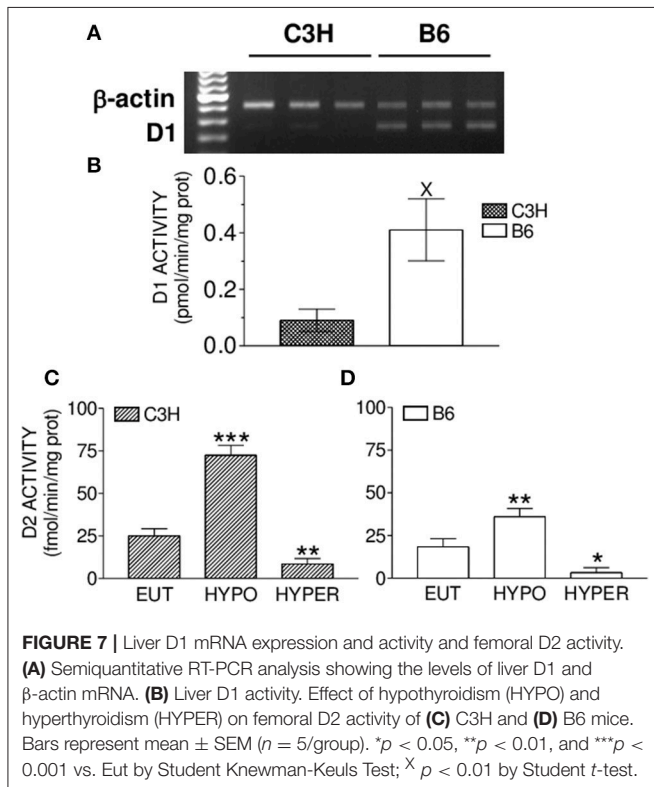 A
C3H B6
β-actin
D1
B
0.6
0.4
0.2
0.0
D1 ACTIVITY
(pmol/min/mg prot)
X
C3H
B6
C
D2 ACTIVITY
(fmol/min/mg prot)
100
75
50
25
0
C3H
***
**
EUT HYPO HYPER
D
100
75
50
25
0
B6
**
*
EUT HYPO HYPER
FIGURE 7 | Liver D1 mRNA expression and activity and femoral D2 activity.
(A) Semiquantitative RT-PCR analysis showing the levels of liver D1 and
β-actin mRNA. (B) Liver D1 activity. Effect of hypothyroidism (HYPO) and
hyperthyroidism (HYPER) on femoral D2 activity of (C) C3H and (D) B6 mice.
Bars represent mean ± SEM (n = 5/group). *p < 0.05, **p < 0.01, and ***p <
0.001 vs. Eut by Student Knewman-Keuls Test; X p < 0.01 by Student t-test.